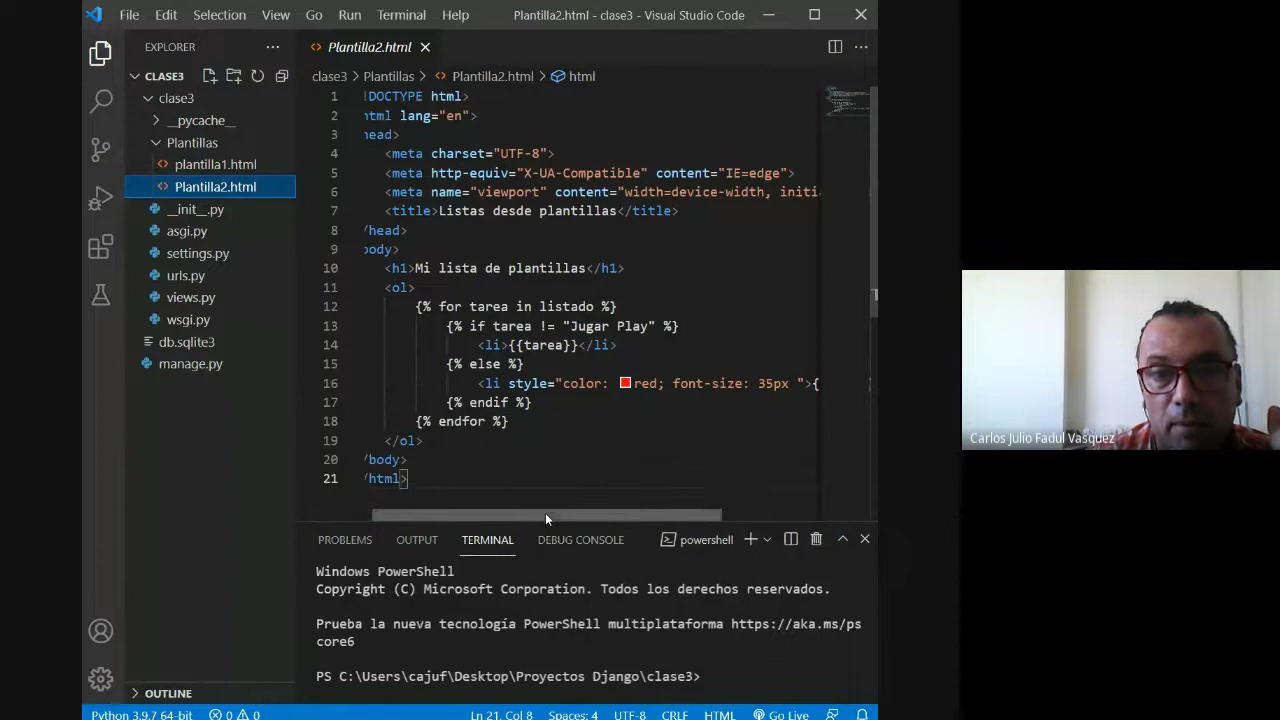 File Edit Selection View Go Run Terminal Help Plantilla2.html - clase3 - Visual Studio Code
EXPLORER
CLASE3
clase3
__pycache__
Plantillas
plantilla1.html
Plantilla2.html
__init__.py
asgi.py
settings.py
urls.py
views.py
wsgi.py
db.sqlite3
manage.py
OUTLINE
Plantilla2.html
clase3 > Plantillas > Plantilla2.html > html
1 !DOCTYPE html>
2 html lang="en">
3 head>
4 <meta charset="UTF-8">
5 <meta http-equiv="X-UA-Compatible" content="IE=edge">
6 <meta name="viewport" content="width=device-width, initia
7 <title>Listas desde plantillas</title>
8 /head>
9 body>
10 <h1>Mi lista de plantillas</h1>
11 <ol>
12 {% for tarea in listado %}
13 {% if tarea != "Jugar Play" %}
14 <li>{{tarea}}</li>
15 {% else %}
16 <li style="color: red; font-size: 35px ">{
17 {% endif %}
18 {% endfor %}
19 </ol>
20 /body>
21 /html>
PROBLEMS OUTPUT TERMINAL DEBUG CONSOLE powershell
Windows PowerShell
Copyright (C) Microsoft Corporation. Todos los derechos reservados.
Prueba la nueva tecnología PowerShell multiplataforma https://aka.ms/ps
core6
PS C:\Users\cajuf\Desktop\Proyectos Django\clase3>
Python 3.9.7 64-bit 0 0 Ln 21, Col 8 Spaces: 4 UTF-8 CRLF HTML Go Live
Carlos Julio Fadul Vasquez